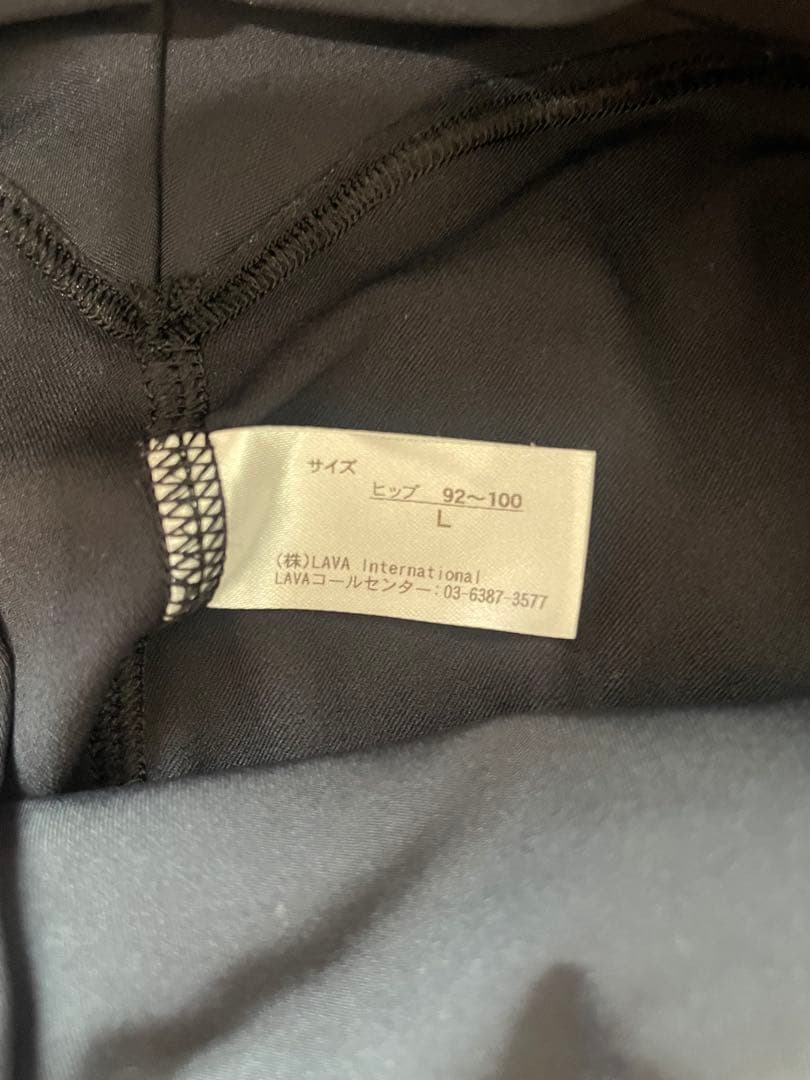 サイズ
ヒップ 92～100
L
(株)LAVA International
LAVAコールセンター:03-6387-3577